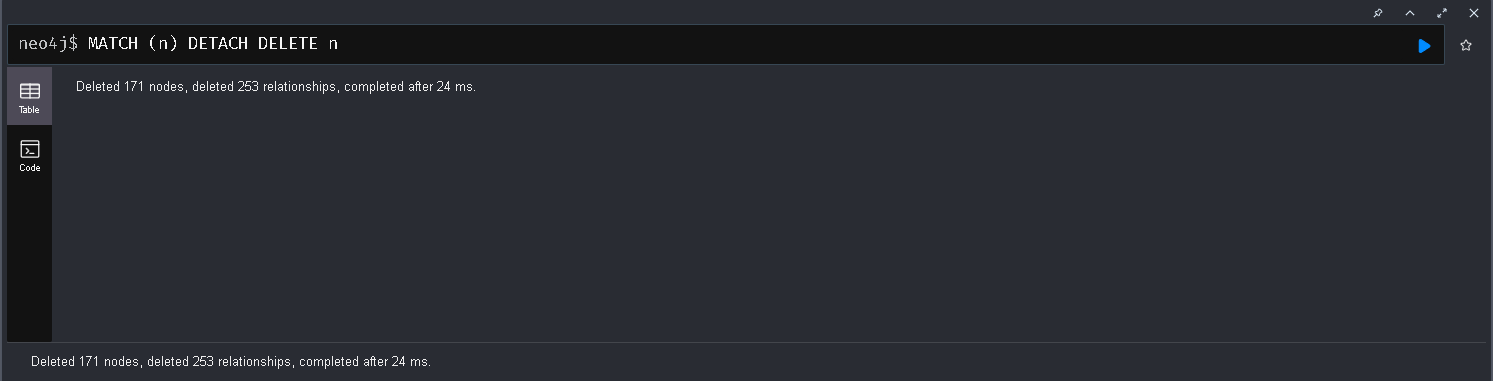 neo4j$ MATCH (n) DETACH DELETE n
Table
Deleted 171 nodes, deleted 253 relationships, completed after 24 ms.
Code
Deleted 171 nodes, deleted 253 relationships, completed after 24 ms.